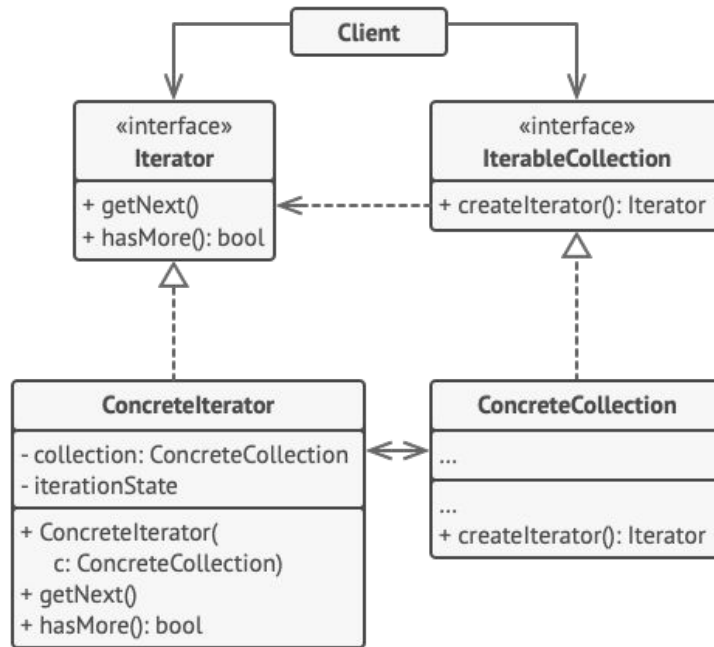 Client
«interface»
Iterator
+ getNext()
+ hasMore(): bool
«interface»
IterableCollection
+ createIterator(): Iterator
ConcreteIterator
- collection: ConcreteCollection
- iterationState
+ ConcreteIterator(
c: ConcreteCollection)
+ getNext()
+ hasMore(): bool
ConcreteCollection
...
...
+ createIterator(): Iterator